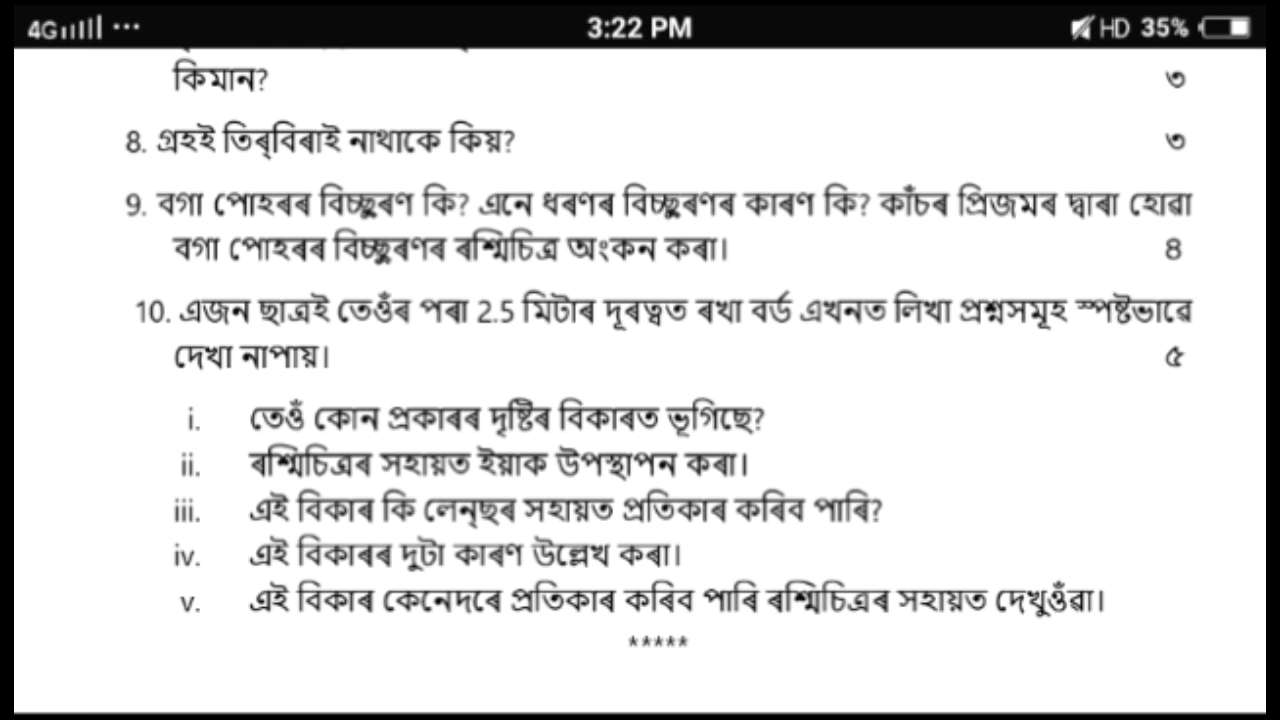 4G ...
3:22 PM
HD 35%
কিমান? ৩
8. গ্ৰহই তিৰ্‌বিৰাই নাথাকে কিয়? ৩
9. বগা পোহৰৰ বিচ্ছুৰণ কি? এনে ধৰণৰ বিচ্ছুৰণৰ কাৰণ কি? কাঁচৰ প্ৰিজমৰ দ্বাৰা হোৱা
বগা পোহৰৰ বিচ্ছুৰণৰ ৰশ্মিচিত্ৰ অংকন কৰা। 8
10. এজন ছাত্ৰই তেওঁৰ পৰা 2.5 মিটাৰ দূৰত্বত ৰখা বৰ্ড এখনত লিখা প্ৰশ্নসমূহ স্পষ্টভাৱে
দেখা নাপায়। ৫
i. তেওঁ কোন প্ৰকাৰৰ দৃষ্টিৰ বিকাৰত ভূগিছে?
ii. ৰশ্মিচিত্ৰৰ সহায়ত ইয়াক উপস্থাপন কৰা।
iii. এই বিকাৰ কি লেন্‌ছৰ সহায়ত প্ৰতিকাৰ কৰিব পাৰি?
iv. এই বিকাৰৰ দুটা কাৰণ উল্লেখ কৰা।
v. এই বিকাৰ কেনেদৰে প্ৰতিকাৰ কৰিব পাৰি ৰশ্মিচিত্ৰৰ সহায়ত দেখুওঁৱা।
*****